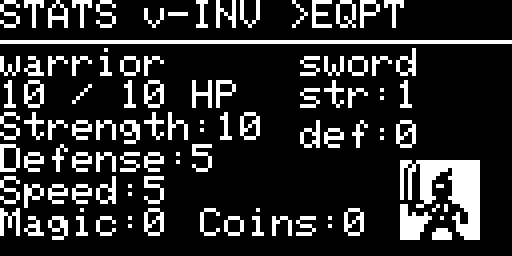 STATS v-INV >EQPT
warrior
10 / 10 HP
Strength:10
Defense:5
Speed:5
Magic:0 Coins:0
sword
str:1
def:0